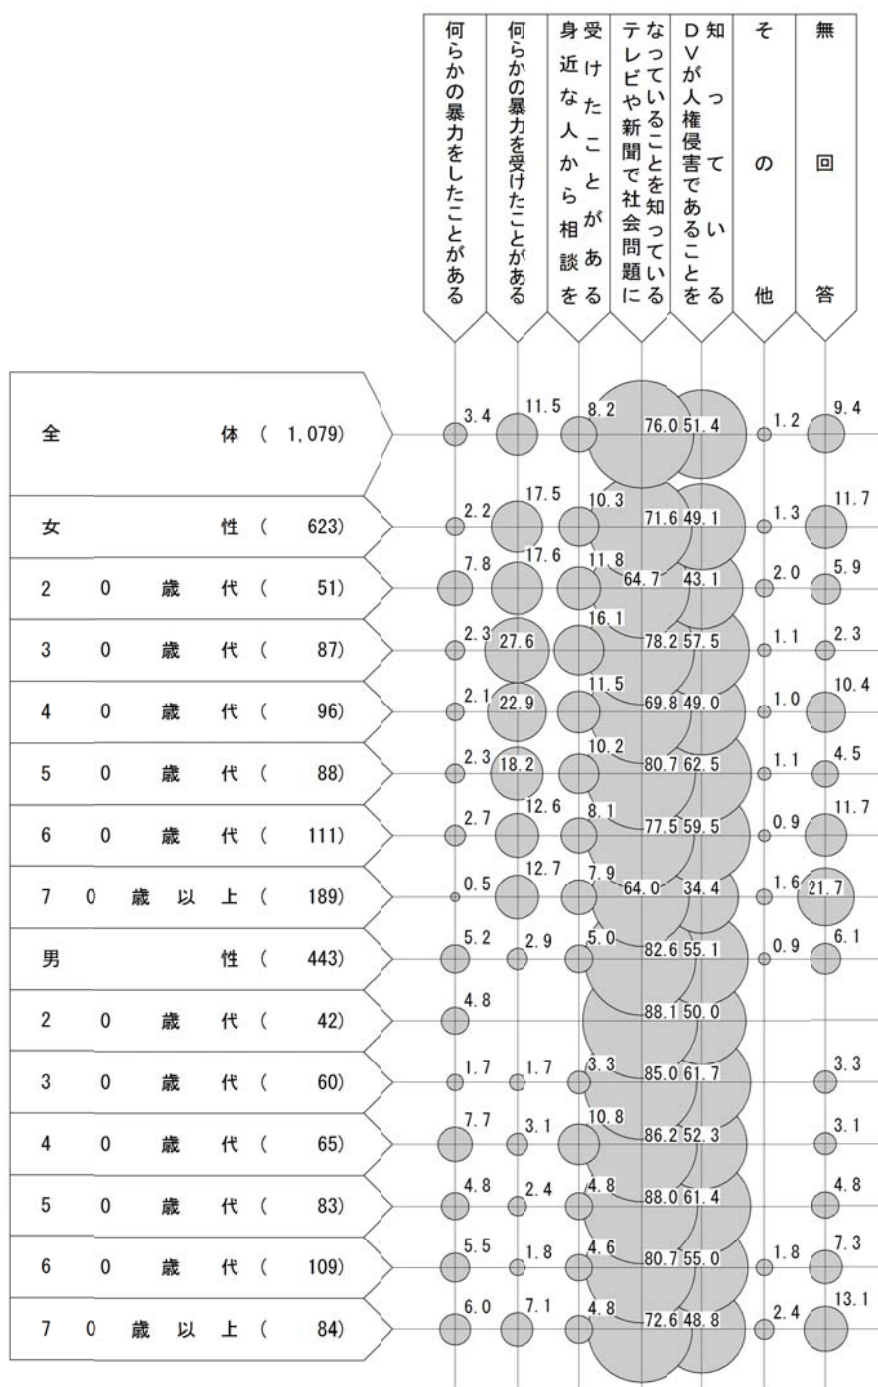 何らかの暴力をしたことがある
何らかの暴力を受けたことがある
身近な人から相談を
受けたことがある
テレビや新聞で社会問題に
なっていることを知っている
DVが人権侵害であることを
知っている
その他
無回答
全体(1,079) 3.4 11.5 8.2 76.0 51.4 1.2 9.4
女性(623) 2.2 17.5 10.3 71.6 49.1 1.3 11.7
20歳代(51) 7.8 17.6 11.8 64.7 43.1 2.0 5.9
30歳代(87) 2.3 27.6 16.1 78.2 57.5 1.1 2.3
40歳代(96) 2.1 22.9 11.5 69.8 49.0 1.0 10.4
50歳代(88) 2.3 18.2 10.2 80.7 62.5 1.1 4.5
60歳代(111) 2.7 12.6 8.1 77.5 59.5 0.9 11.7
70歳以上(189) 0.5 12.7 7.9 64.0 34.4 1.6 21.7
男性(443) 5.2 2.9 5.0 82.6 55.1 0.9 6.1
20歳代(42) 4.8 88.1 50.0
30歳代(60) 1.7 1.7 3.3 85.0 61.7 3.3
40歳代(65) 7.7 3.1 10.8 86.2 52.3 3.1
50歳代(83) 4.8 2.4 4.8 88.0 61.4 4.8
60歳代(109) 5.5 1.8 4.6 80.7 55.0 1.8 7.3
70歳以上(84) 6.0 7.1 4.8 72.6 48.8 2.4 13.1